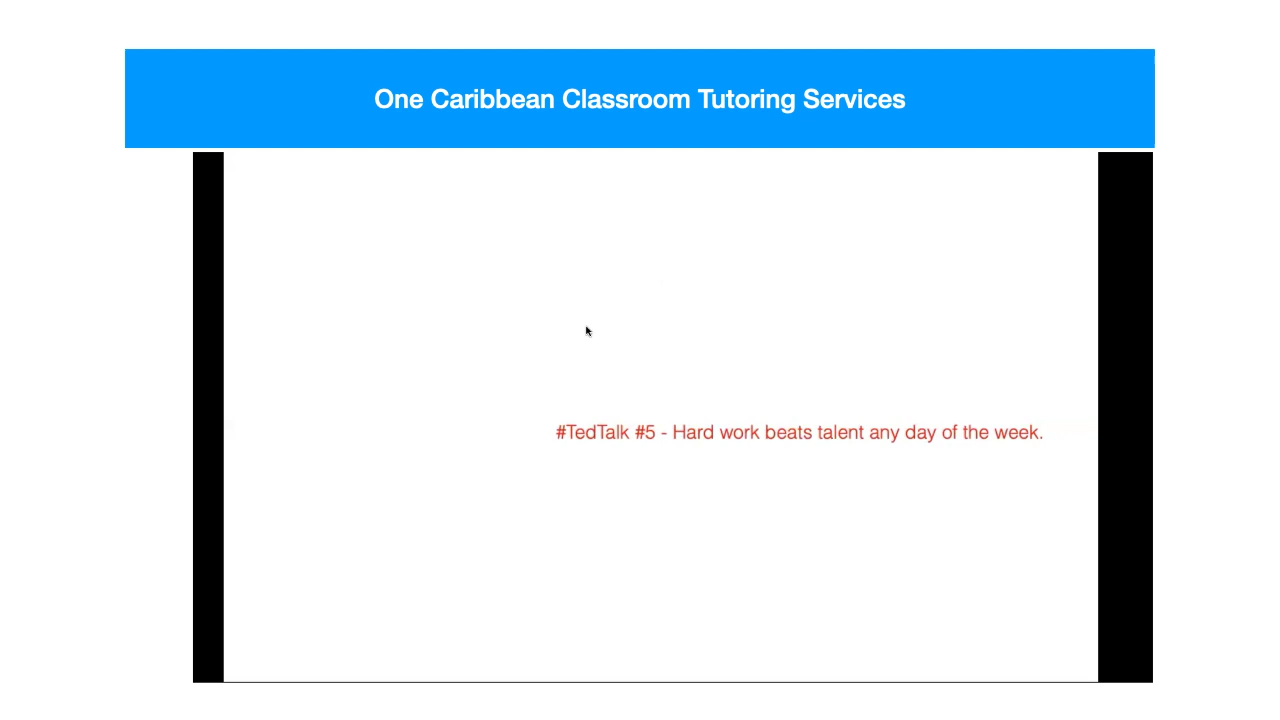 One Caribbean Classroom Tutoring Services
#TedTalk #5 - Hard work beats talent any day of the week.